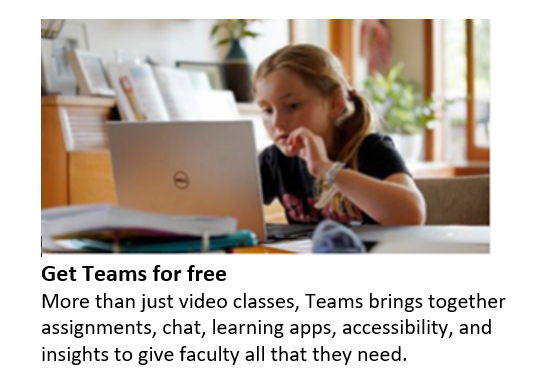 DELL
Get Teams for free
More than just video classes, Teams brings together
assignments, chat, learning apps, accessibility, and
insights to give faculty all that they need.